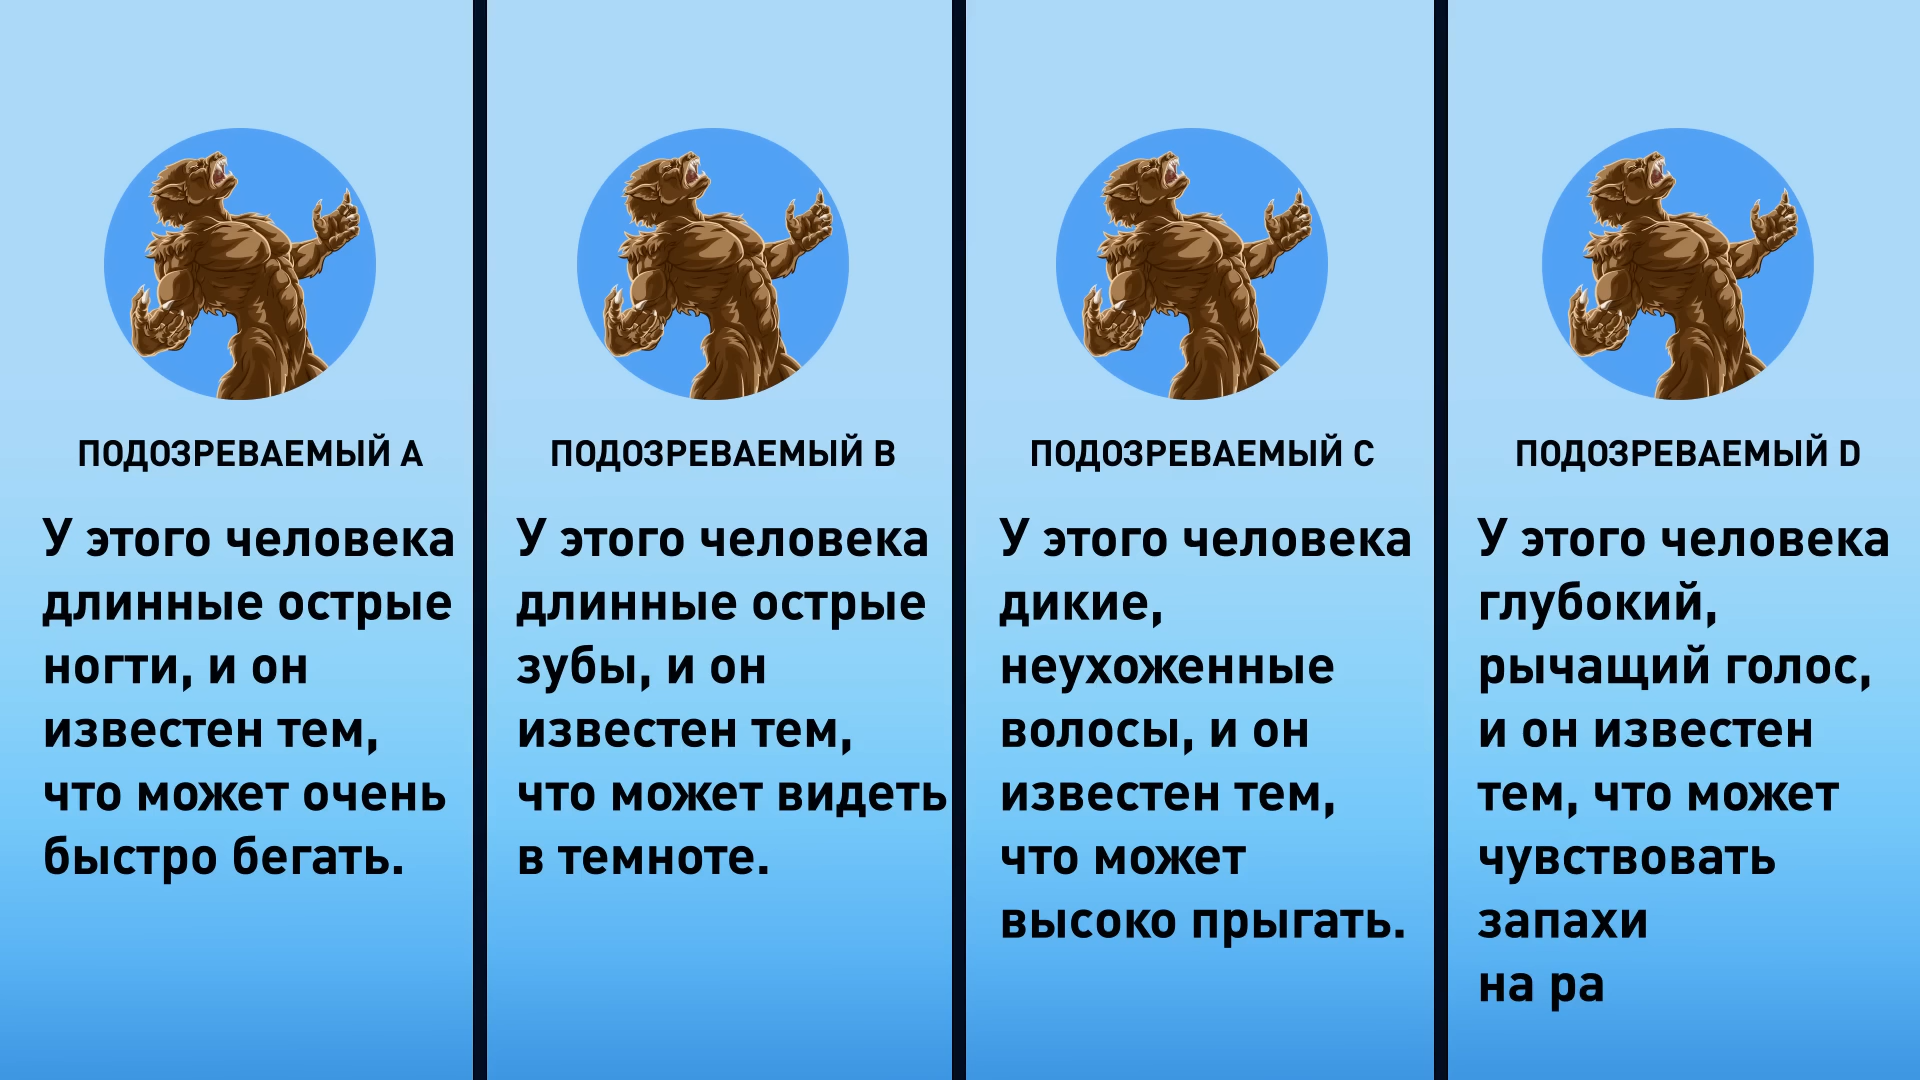 ПОДОЗРЕВАЕМЫЙ A
У этого человека
длинные острые
ногти, и он
известен тем,
что может очень
быстро бегать.
ПОДОЗРЕВАЕМЫЙ B
У этого человека
длинные острые
зубы, и он
известен тем,
что может видеть
в темноте.
ПОДОЗРЕВАЕМЫЙ C
У этого человека
дикие,
неухоженные
волосы, и он
известен тем,
что может
высоко прыгать.
ПОДОЗРЕВАЕМЫЙ D
У этого человека
глубокий,
рычащий голос,
и он известен
тем, что может
чувствовать
запахи
на ра